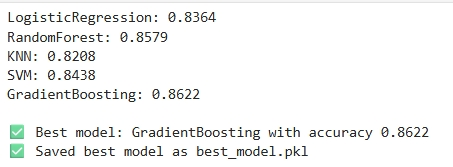 LogisticRegression: 0.8364
RandomForest: 0.8579
KNN: 0.8208
SVM: 0.8438
GradientBoosting: 0.8622
✅ Best model: GradientBoosting with accuracy 0.8622
✅ Saved best model as best_model.pkl